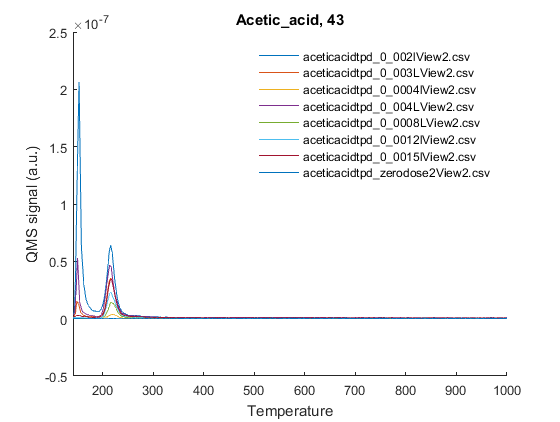 Acetic_acid, 43
×10-7
aceticacidtpd_0_002lView2.csv
aceticacidtpd_0_003LView2.csv
aceticacidtpd_0_0004lView2.csv
aceticacidtpd_0_004LView2.csv
aceticacidtpd_0_0008LView2.csv
aceticacidtpd_0_0012lView2.csv
aceticacidtpd_0_0015lView2.csv
aceticacidtpd_zerodose2View2.csv
QMS signal (a.u.)
2.5
2
1.5
1
0.5
0
-0.5
200 300 400 500 600 700 800 900 1000
Temperature